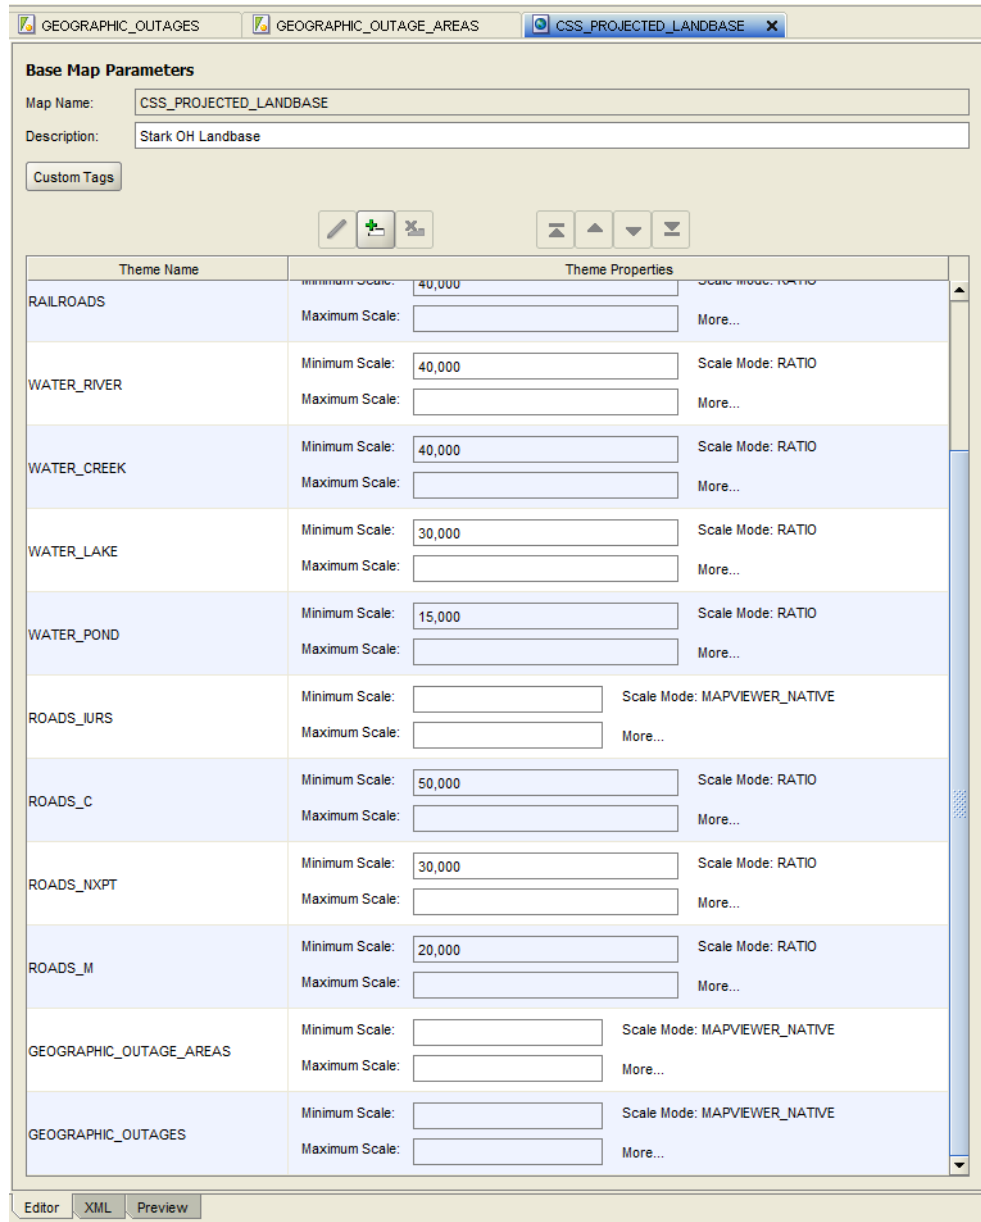 GEOGRAPHIC_OUTAGES GEOGRAPHIC_OUTAGE_AREAS CSS_PROJECTED_LANDBASE X
Base Map Parameters
Map Name: CSS_PROJECTED_LANDBASE
Description: Stark OH Landbase
Custom Tags
Theme Name Theme Properties
Minimum Scale: 40,000 Scale Mode: RATIO
RAILROADS
Maximum Scale: More...
Minimum Scale: 40,000 Scale Mode: RATIO
WATER_RIVER
Maximum Scale: More...
Minimum Scale: 40,000 Scale Mode: RATIO
WATER_CREEK
Maximum Scale: More...
Minimum Scale: 30,000 Scale Mode: RATIO
WATER_LAKE
Maximum Scale: More...
Minimum Scale: 15,000 Scale Mode: RATIO
WATER_POND
Maximum Scale: More...
Minimum Scale: Scale Mode: MAPVIEWER_NATIVE
ROADS_IURS
Maximum Scale: More...
Minimum Scale: 50,000 Scale Mode: RATIO
ROADS_C
Maximum Scale: More...
Minimum Scale: 30,000 Scale Mode: RATIO
ROADS_NXPT
Maximum Scale: More...
Minimum Scale: 20,000 Scale Mode: RATIO
ROADS_M
Maximum Scale: More...
Minimum Scale: Scale Mode: MAPVIEWER_NATIVE
GEOGRAPHIC_OUTAGE_AREAS
Maximum Scale: More...
Minimum Scale: Scale Mode: MAPVIEWER_NATIVE
GEOGRAPHIC_OUTAGES
Maximum Scale: More...
Editor XML Preview